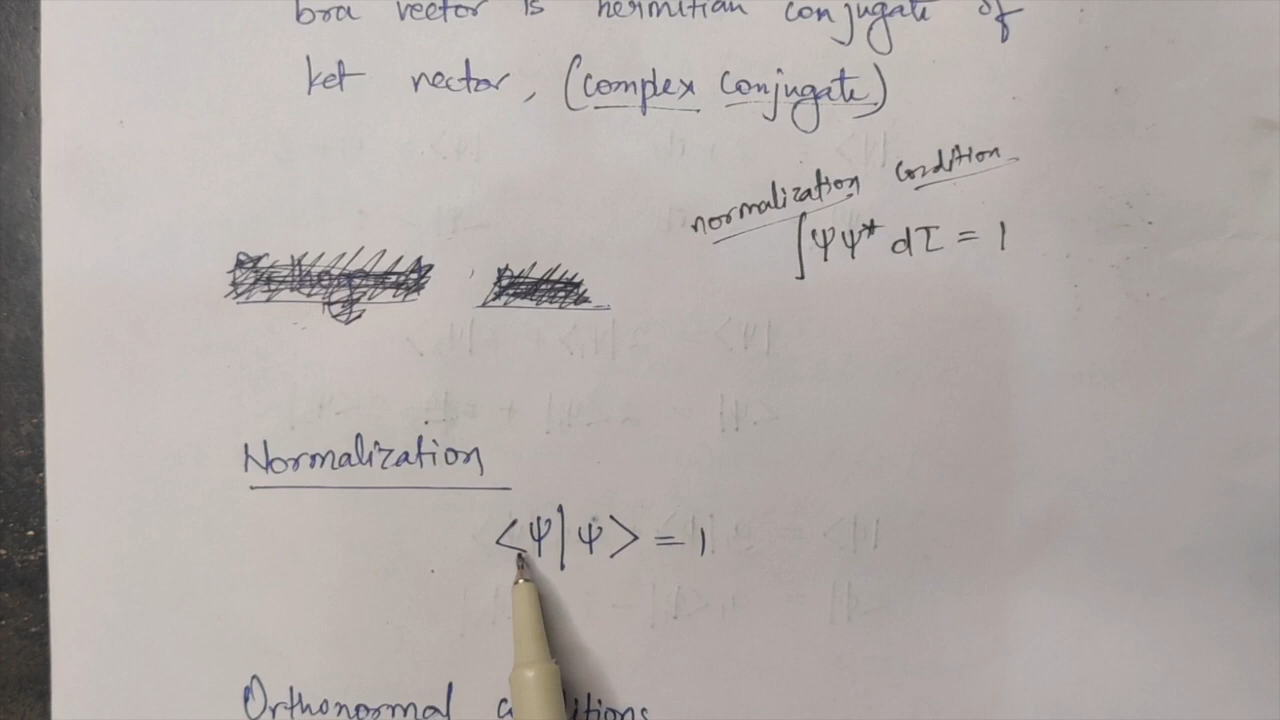 bra vector is hermitian conjugate of
ket vector, (complex conjugate)
normalization condition
∫ψψ* dτ = 1
Normalization
<ψ|ψ> = 1
Orthonormal